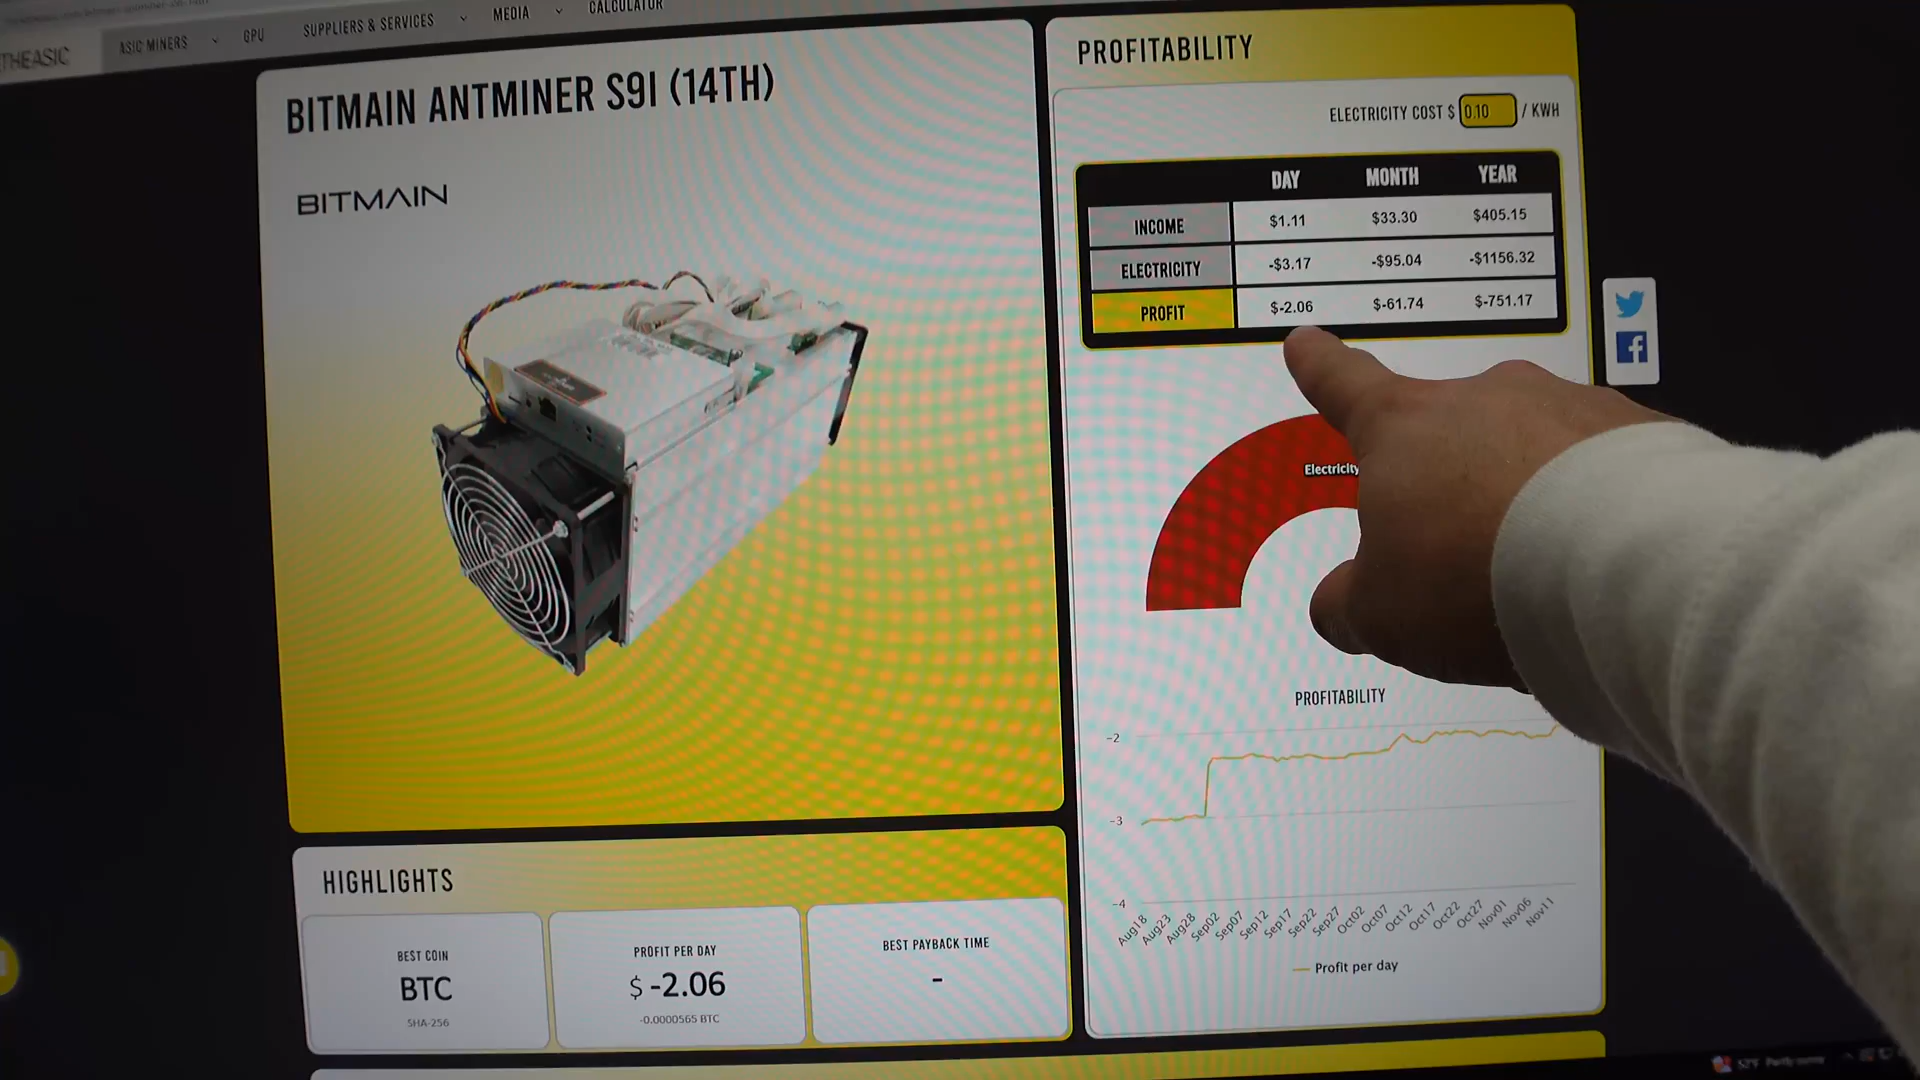 THEASIC
ASIC MINERS
GPU
SUPPLIERS & SERVICES
MEDIA
CALCULATOR
BITMAIN ANTMINER S9I (14TH)
BITMAIN
PROFITABILITY
ELECTRICITY COST $ 0.10 / KWH
DAY MONTH YEAR
INCOME $1.11 $33.30 $405.15
ELECTRICITY -$3.17 -$95.04 -$1156.32
PROFIT $-2.06 $-61.74 $-751.17
Electricity
PROFITABILITY
-2
-3
-4
Aug18 Aug23 Aug28 Sep02 Sep07 Sep12 Sep17 Sep22 Sep27 Oct02 Oct07 Oct12 Oct17 Oct22 Oct27 Nov01 Nov06 Nov11
Profit per day
HIGHLIGHTS
BEST COIN
BTC
SHA-256
PROFIT PER DAY
$ -2.06
-0.0000565 BTC
BEST PAYBACK TIME
-
52°F Partly sunny